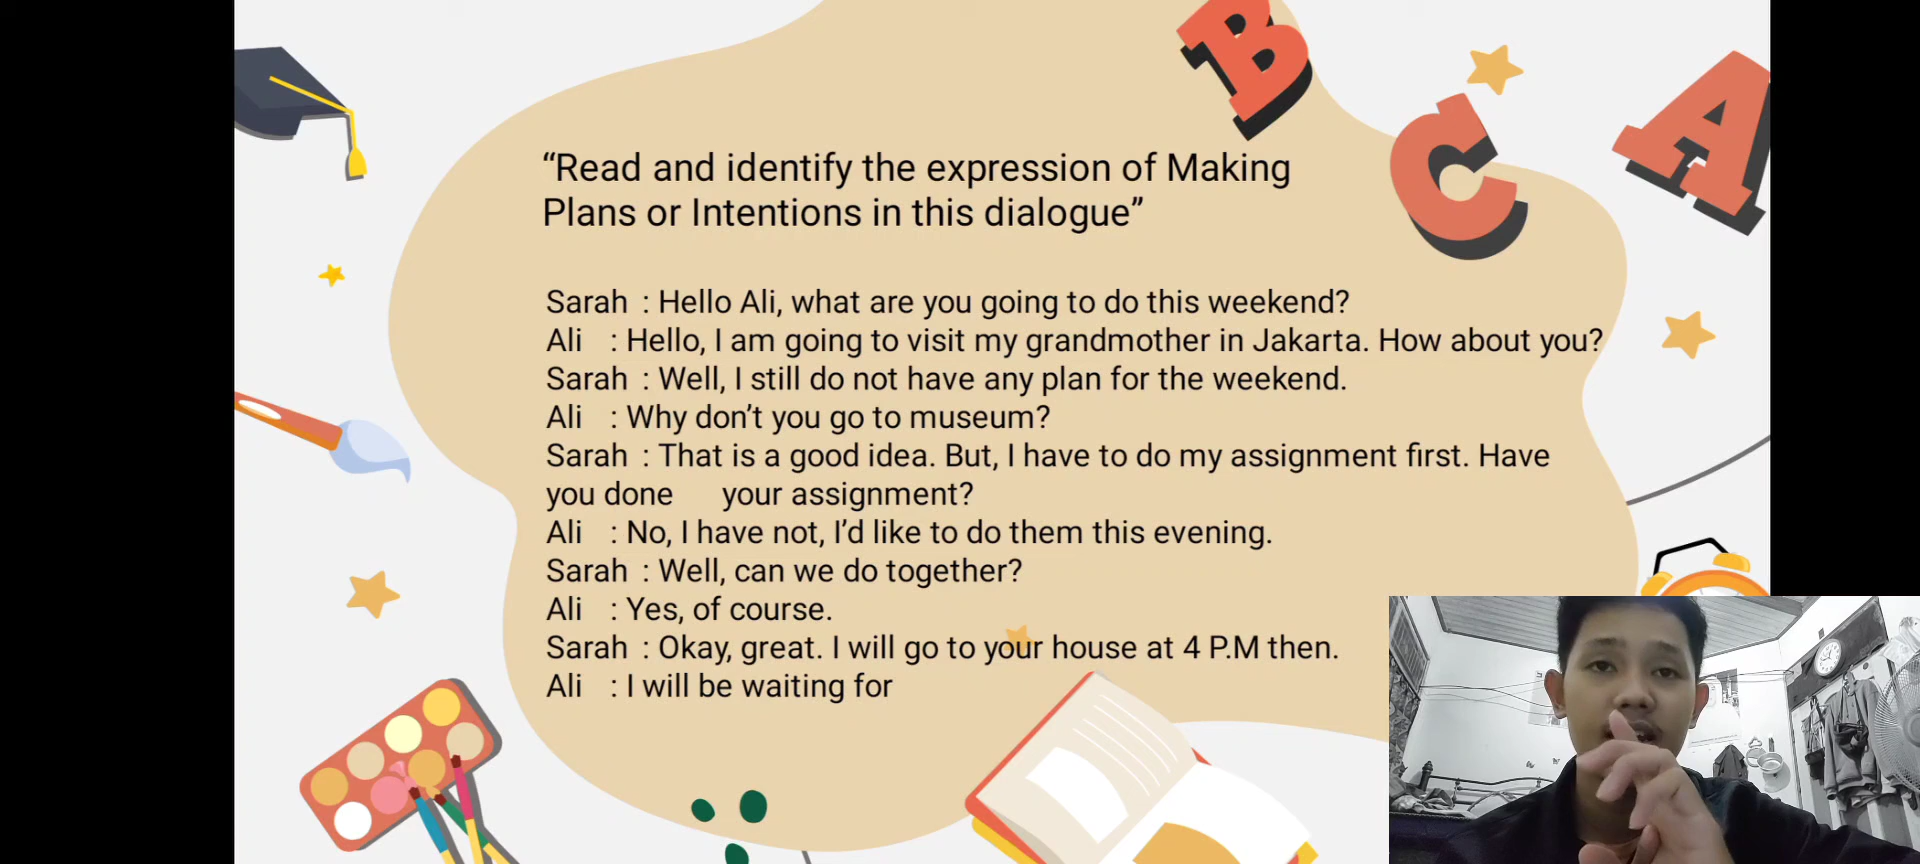 B
C
A
“Read and identify the expression of Making
Plans or Intentions in this dialogue”
Sarah : Hello Ali, what are you going to do this weekend?
Ali : Hello, I am going to visit my grandmother in Jakarta. How about you?
Sarah : Well, I still do not have any plan for the weekend.
Ali : Why don’t you go to museum?
Sarah : That is a good idea. But, I have to do my assignment first. Have
you done your assignment?
Ali : No, I have not, I’d like to do them this evening.
Sarah : Well, can we do together?
Ali : Yes, of course.
Sarah : Okay, great. I will go to your house at 4 P.M then.
Ali : I will be waiting for